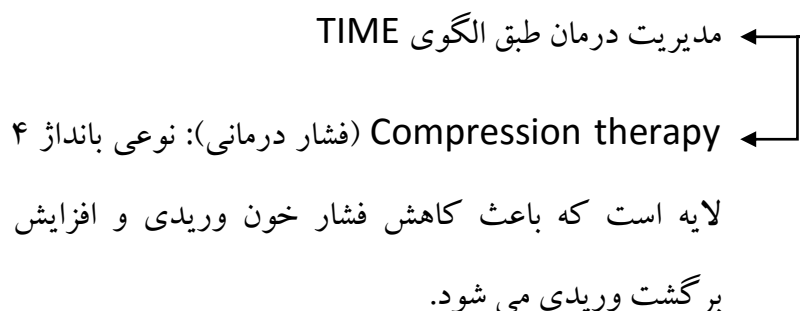 مدیریت درمان طبق الگوی TIME
Compression therapy (فشار درمانی): نوعی بانداژ ۴
لایه است که باعث کاهش فشار خون وریدی و افزایش
برگشت وریدی می شود.